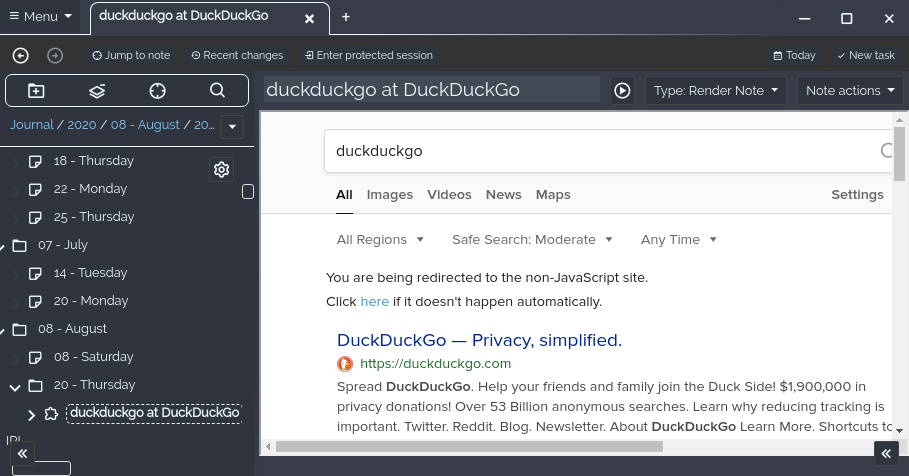 Menu
duckduckgo at DuckDuckGo
Jump to note
Recent changes
Enter protected session
Today
New task
Journal / 2020 / 08 - August / 20...
18 - Thursday
22 - Monday
25 - Thursday
07 - July
14 - Tuesday
20 - Monday
08 - August
08 - Saturday
20 - Thursday
duckduckgo at DuckDuckGo
duckduckgo at DuckDuckGo
Type: Render Note
Note actions
duckduckgo
All Images Videos News Maps Settings
All Regions Safe Search: Moderate Any Time
You are being redirected to the non-JavaScript site.
Click here if it doesn't happen automatically.
DuckDuckGo — Privacy, simplified.
https://duckduckgo.com
Spread DuckDuckGo. Help your friends and family join the Duck Side! $1,900,000 in
privacy donations! Over 53 Billion anonymous searches. Learn why reducing tracking is
important. Twitter. Reddit. Blog. Newsletter. About DuckDuckGo Learn More. Shortcuts to